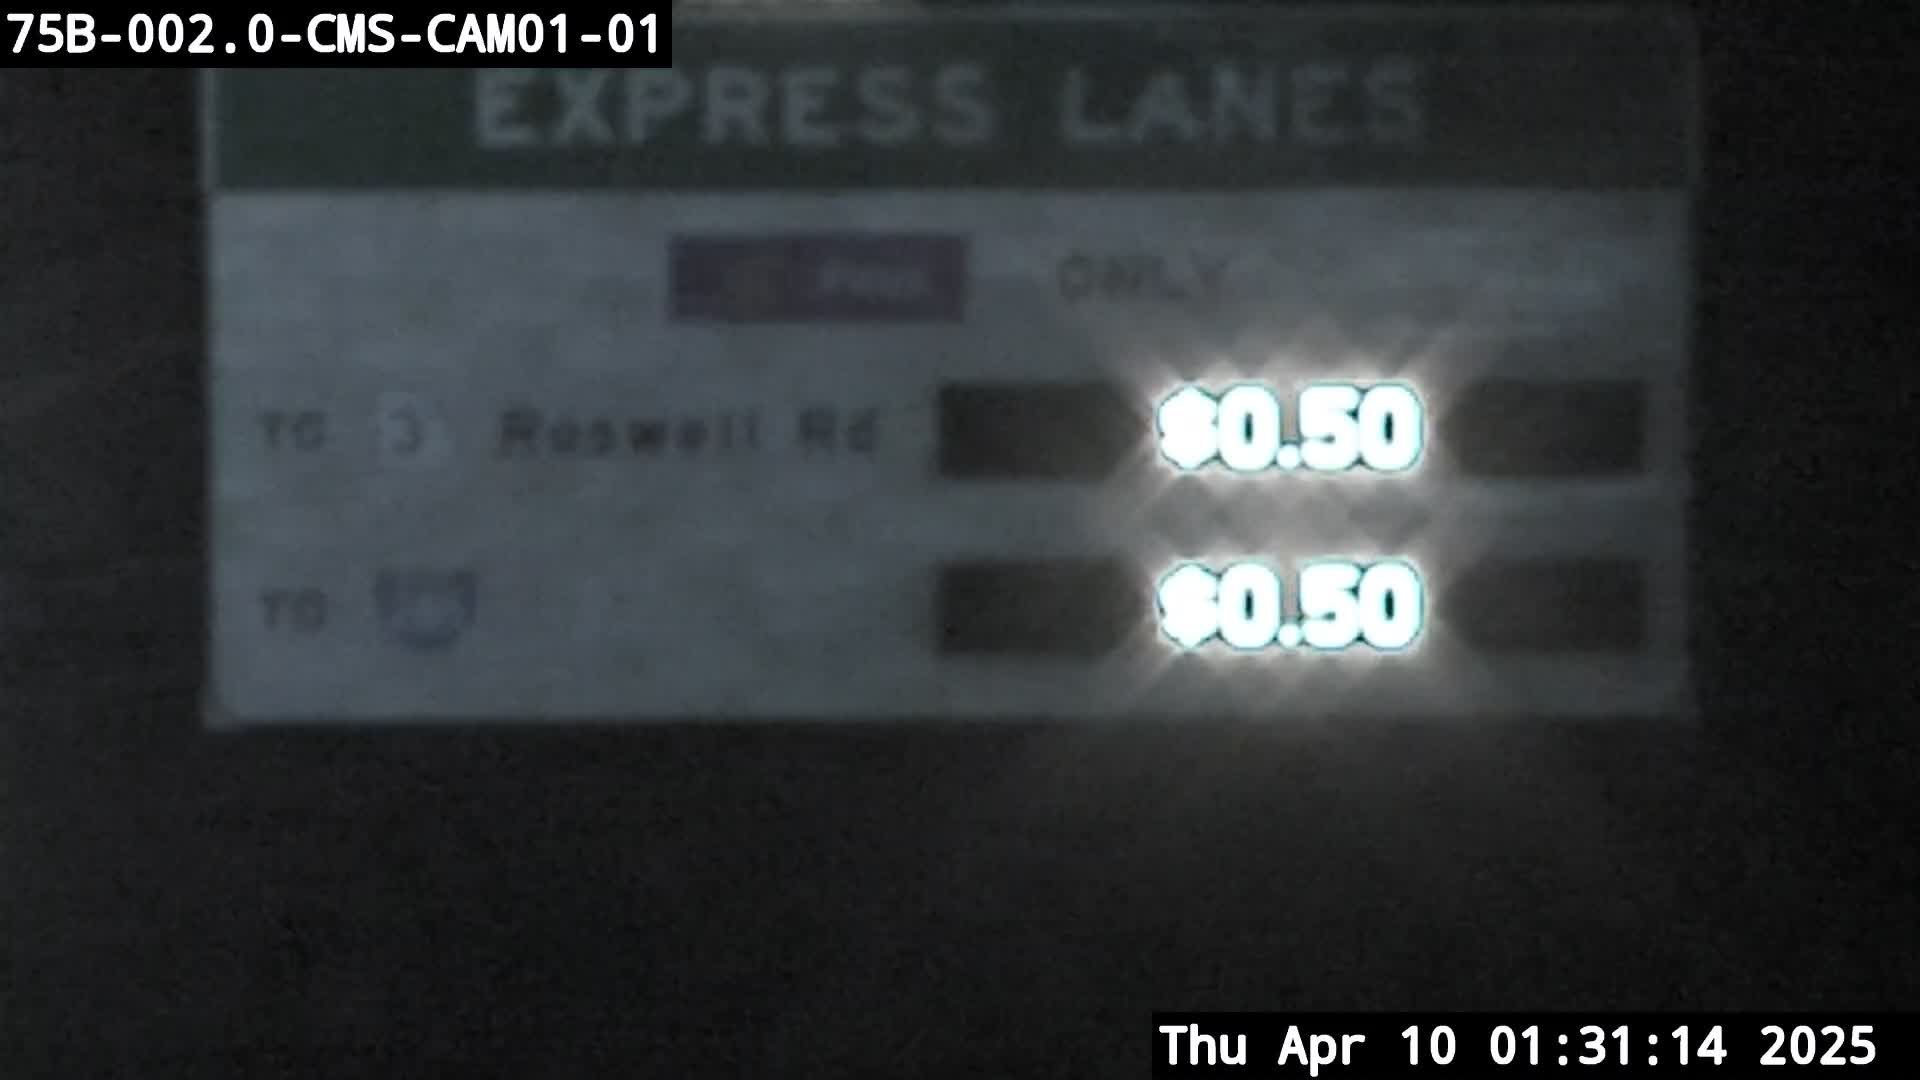 75B-002.0-CMS-CAM01-01
EXPRESS LANES
ONLY
TO 3 Roswell Rd $0.50
TO $0.50
Thu Apr 10 01:31:14 2025